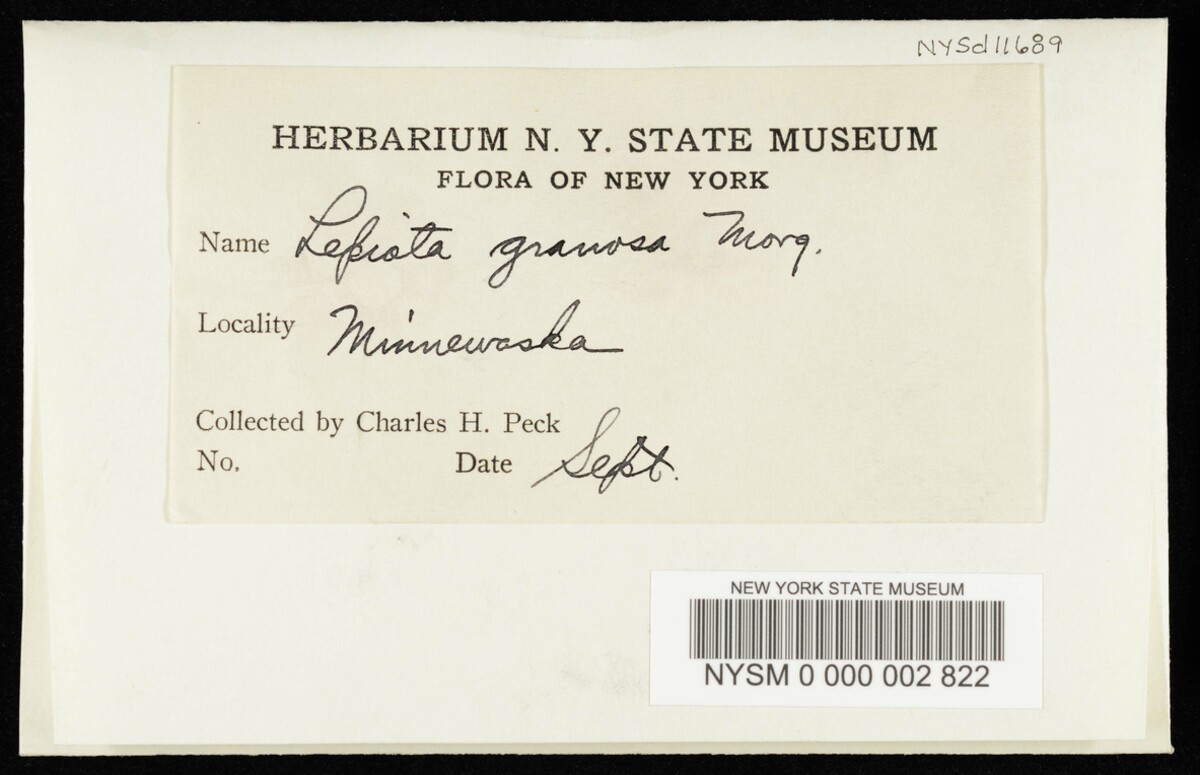 NYSd11689
HERBARIUM N. Y. STATE MUSEUM
FLORA OF NEW YORK
Name Lepiota granosa Morg.
Locality Minnewaska
Collected by Charles H. Peck
No. Date Sept.
NEW YORK STATE MUSEUM
NYSM 0 000 002 822